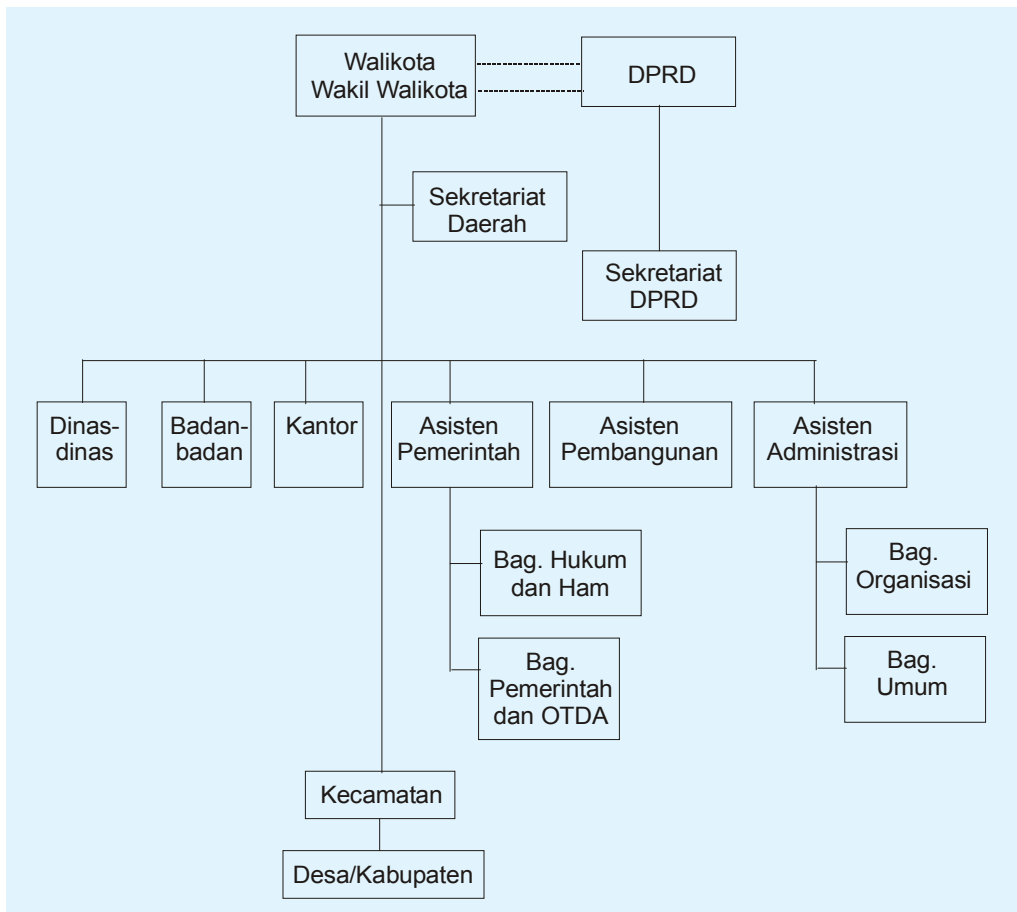 Walikota
Wakil Walikota
DPRD
Sekretariat
Daerah
Sekretariat
DPRD
Dinas-
dinas
Badan-
badan
Kantor
Asisten
Pemerintah
Asisten
Pembangunan
Asisten
Administrasi
Bag. Hukum
dan Ham
Bag.
Organisasi
Bag.
Pemerintah
dan OTDA
Bag.
Umum
Kecamatan
Desa/Kabupaten